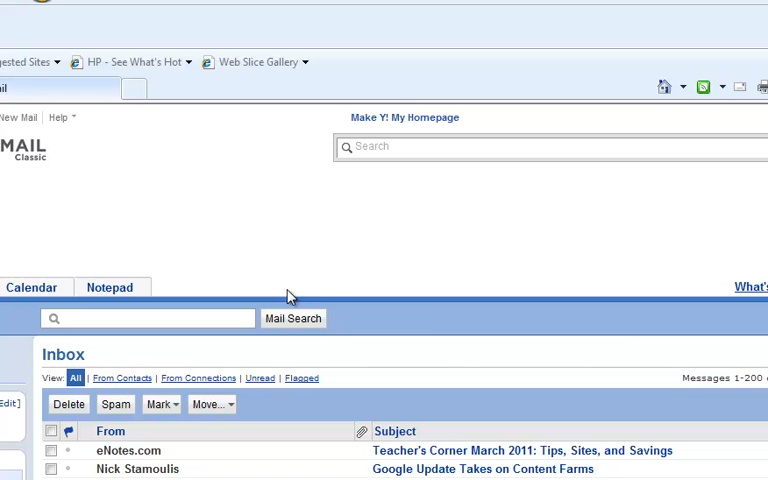 ested Sites HP - See What's Hot Web Slice Gallery
il
New Mail | Help
Make Y! My Homepage
MAIL
Classic
Search
Calendar Notepad What's
Mail Search
Inbox
View: All | From Contacts | From Connections | Unread | Flagged Messages 1-200
Edit]
Delete Spam Mark Move...
From Subject
eNotes.com Teacher's Corner March 2011: Tips, Sites, and Savings
Nick Stamoulis Google Update Takes on Content Farms